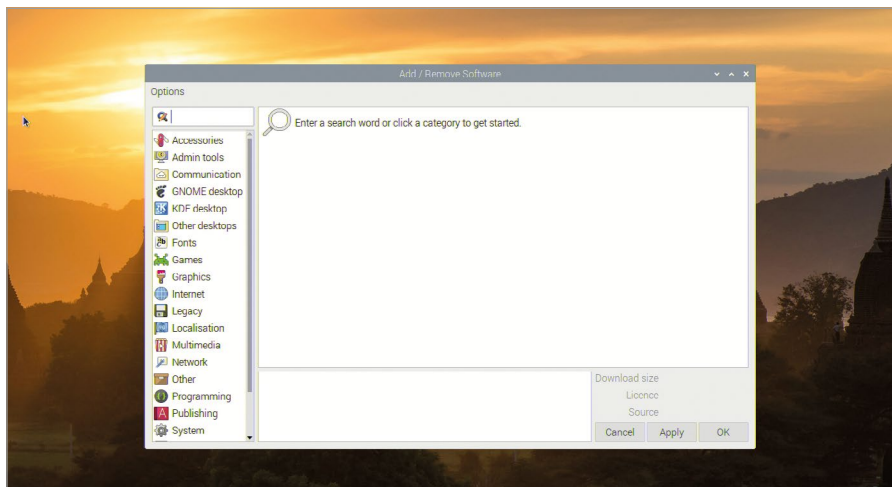 Add / Remove Software
Options
Enter a search word or click a category to get started.
Accessories
Admin tools
Communication
GNOME desktop
KDE desktop
Other desktops
Fonts
Games
Graphics
Internet
Legacy
Localisation
Multimedia
Network
Other
Programming
Publishing
System
Download size
Licence
Source
Cancel Apply OK